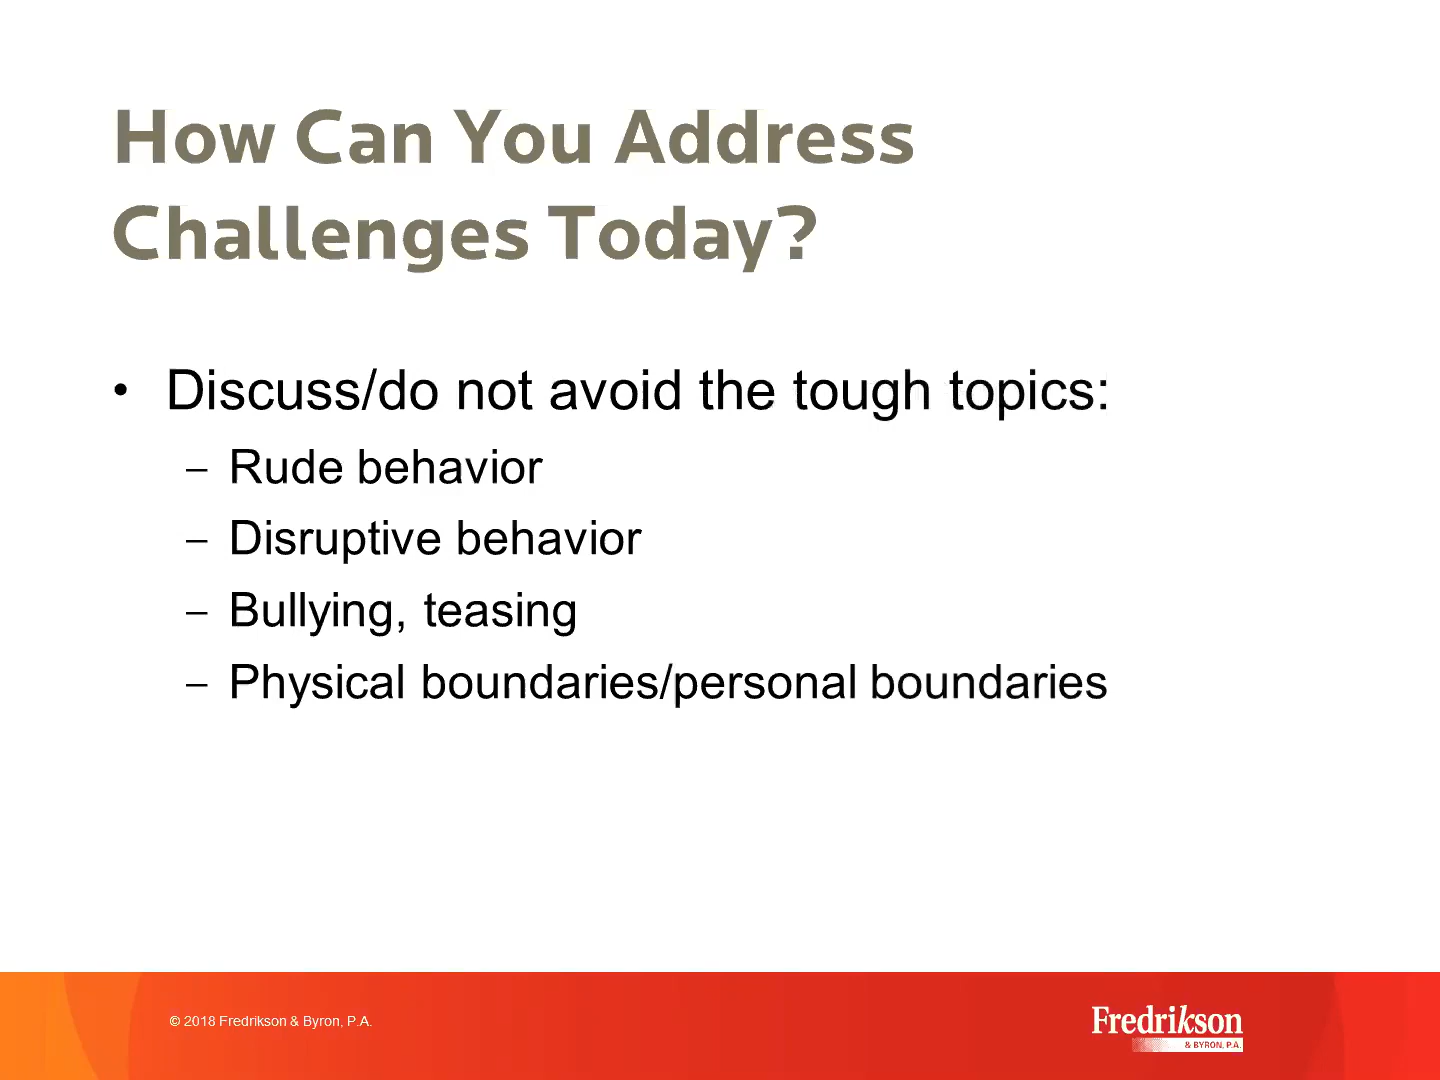 How Can You Address
Challenges Today?
• Discuss/do not avoid the tough topics:
– Rude behavior
– Disruptive behavior
– Bullying, teasing
– Physical boundaries/personal boundaries
© 2018 Fredrikson & Byron, P.A.
Fredrikson
& BYRON, P.A.